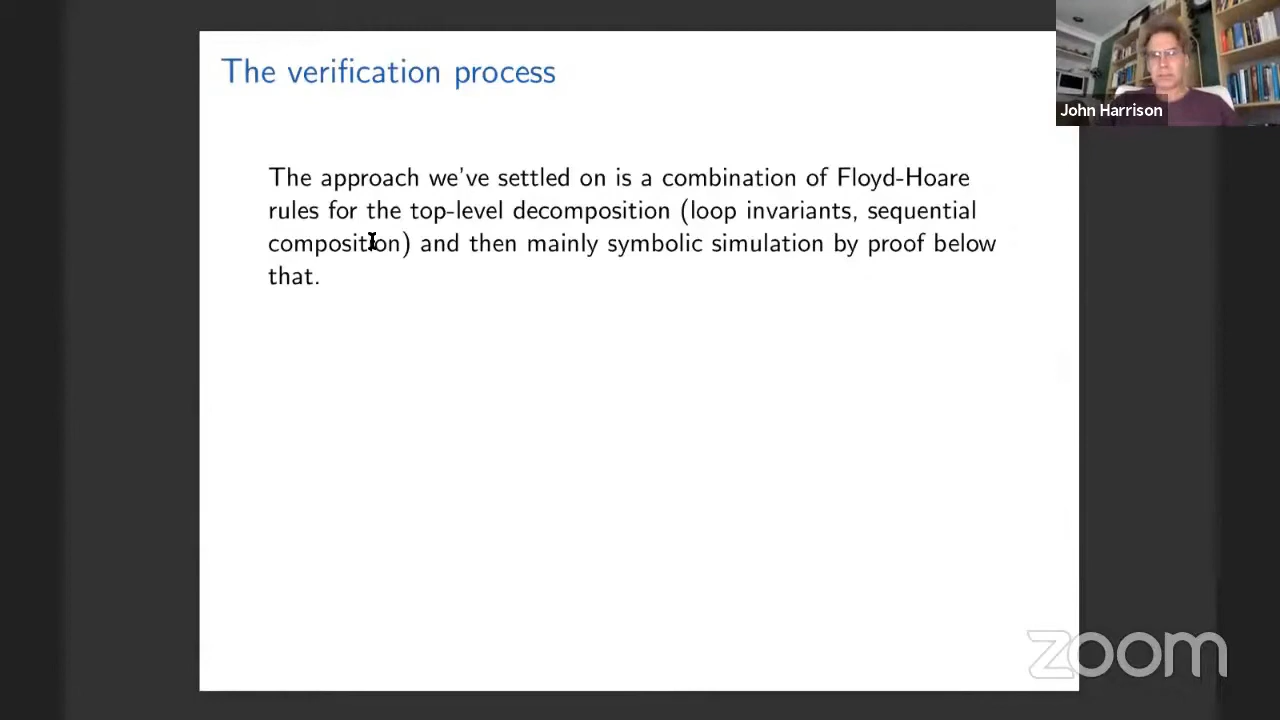 The verification process
John Harrison
The approach we've settled on is a combination of Floyd-Hoare
rules for the top-level decomposition (loop invariants, sequential
composition) and then mainly symbolic simulation by proof below
that.
zoom